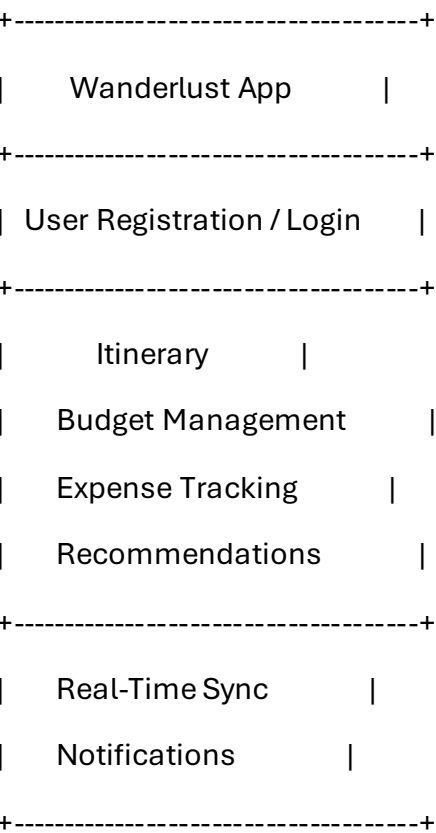 +----------------------------------------+
| Wanderlust App |
+----------------------------------------+
| User Registration / Login |
+----------------------------------------+
| Itinerary |
| Budget Management |
| Expense Tracking |
| Recommendations |
+----------------------------------------+
| Real-Time Sync |
| Notifications |
+----------------------------------------+